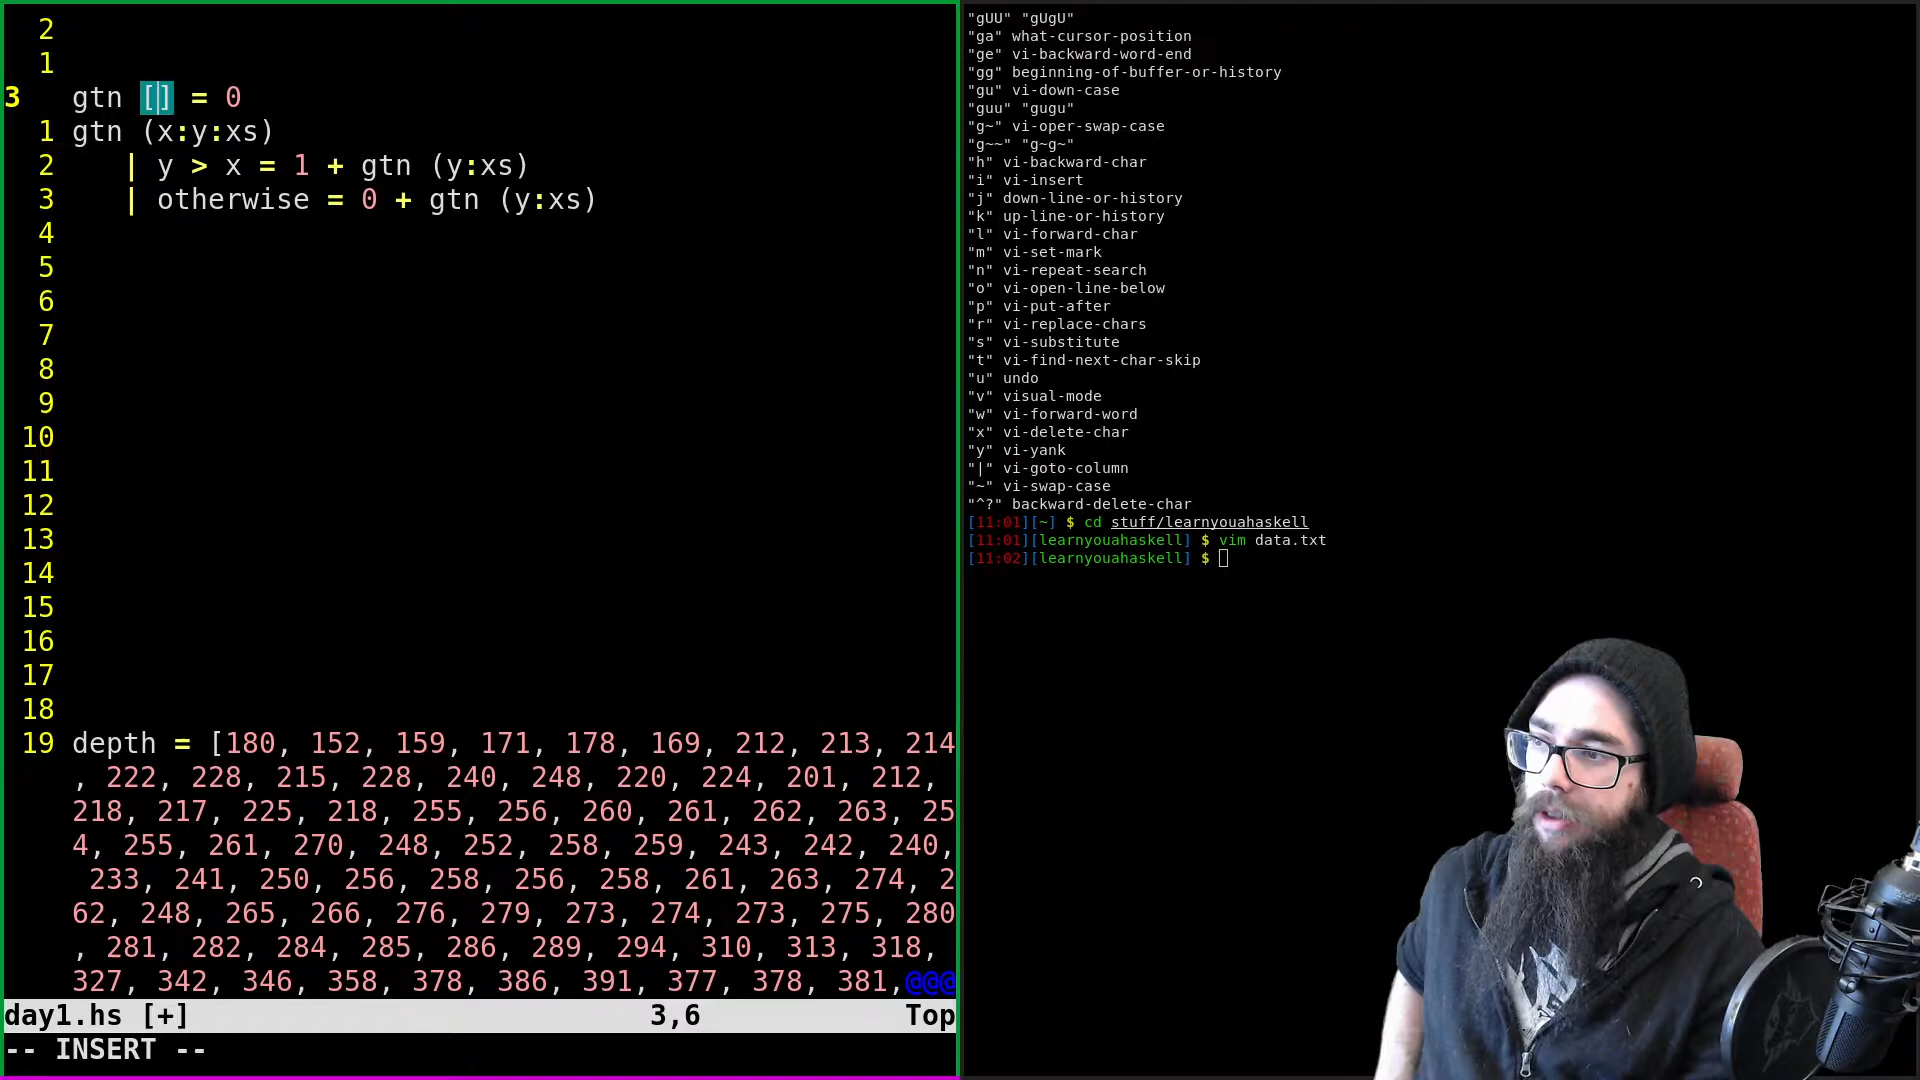 2
1
3 gtn [] = 0
1 gtn (x:y:xs)
2 | y > x = 1 + gtn (y:xs)
3 | otherwise = 0 + gtn (y:xs)
4
5
6
7
8
9
10
11
12
13
14
15
16
17
18
19 depth = [180, 152, 159, 171, 178, 169, 212, 213, 214
, 222, 228, 215, 228, 240, 248, 220, 224, 201, 212,
218, 217, 225, 218, 255, 256, 260, 261, 262, 263, 25
4, 255, 261, 270, 248, 252, 258, 259, 243, 242, 240,
233, 241, 250, 256, 258, 256, 258, 261, 263, 274, 2
62, 248, 265, 266, 276, 279, 273, 274, 273, 275, 280
, 281, 282, 284, 285, 286, 289, 294, 310, 313, 318,
327, 342, 346, 358, 378, 386, 391, 377, 378, 381,@@@
day1.hs [+] 3,6 Top
-- INSERT --
"gUU" "gUgU"
"ga" what-cursor-position
"ge" vi-backward-word-end
"gg" beginning-of-buffer-or-history
"gu" vi-down-case
"guu" "gugu"
"g~" vi-oper-swap-case
"g~~" "g~g~"
"h" vi-backward-char
"i" vi-insert
"j" down-line-or-history
"k" up-line-or-history
"l" vi-forward-char
"m" vi-set-mark
"n" vi-repeat-search
"o" vi-open-line-below
"p" vi-put-after
"r" vi-replace-chars
"s" vi-substitute
"t" vi-find-next-char-skip
"u" undo
"v" visual-mode
"w" vi-forward-word
"x" vi-delete-char
"y" vi-yank
"|" vi-goto-column
"~" vi-swap-case
"^?" backward-delete-char
[11:01][~] $ cd stuff/learnyouahaskell
[11:01][learnyouahaskell] $ vim data.txt
[11:02][learnyouahaskell] $